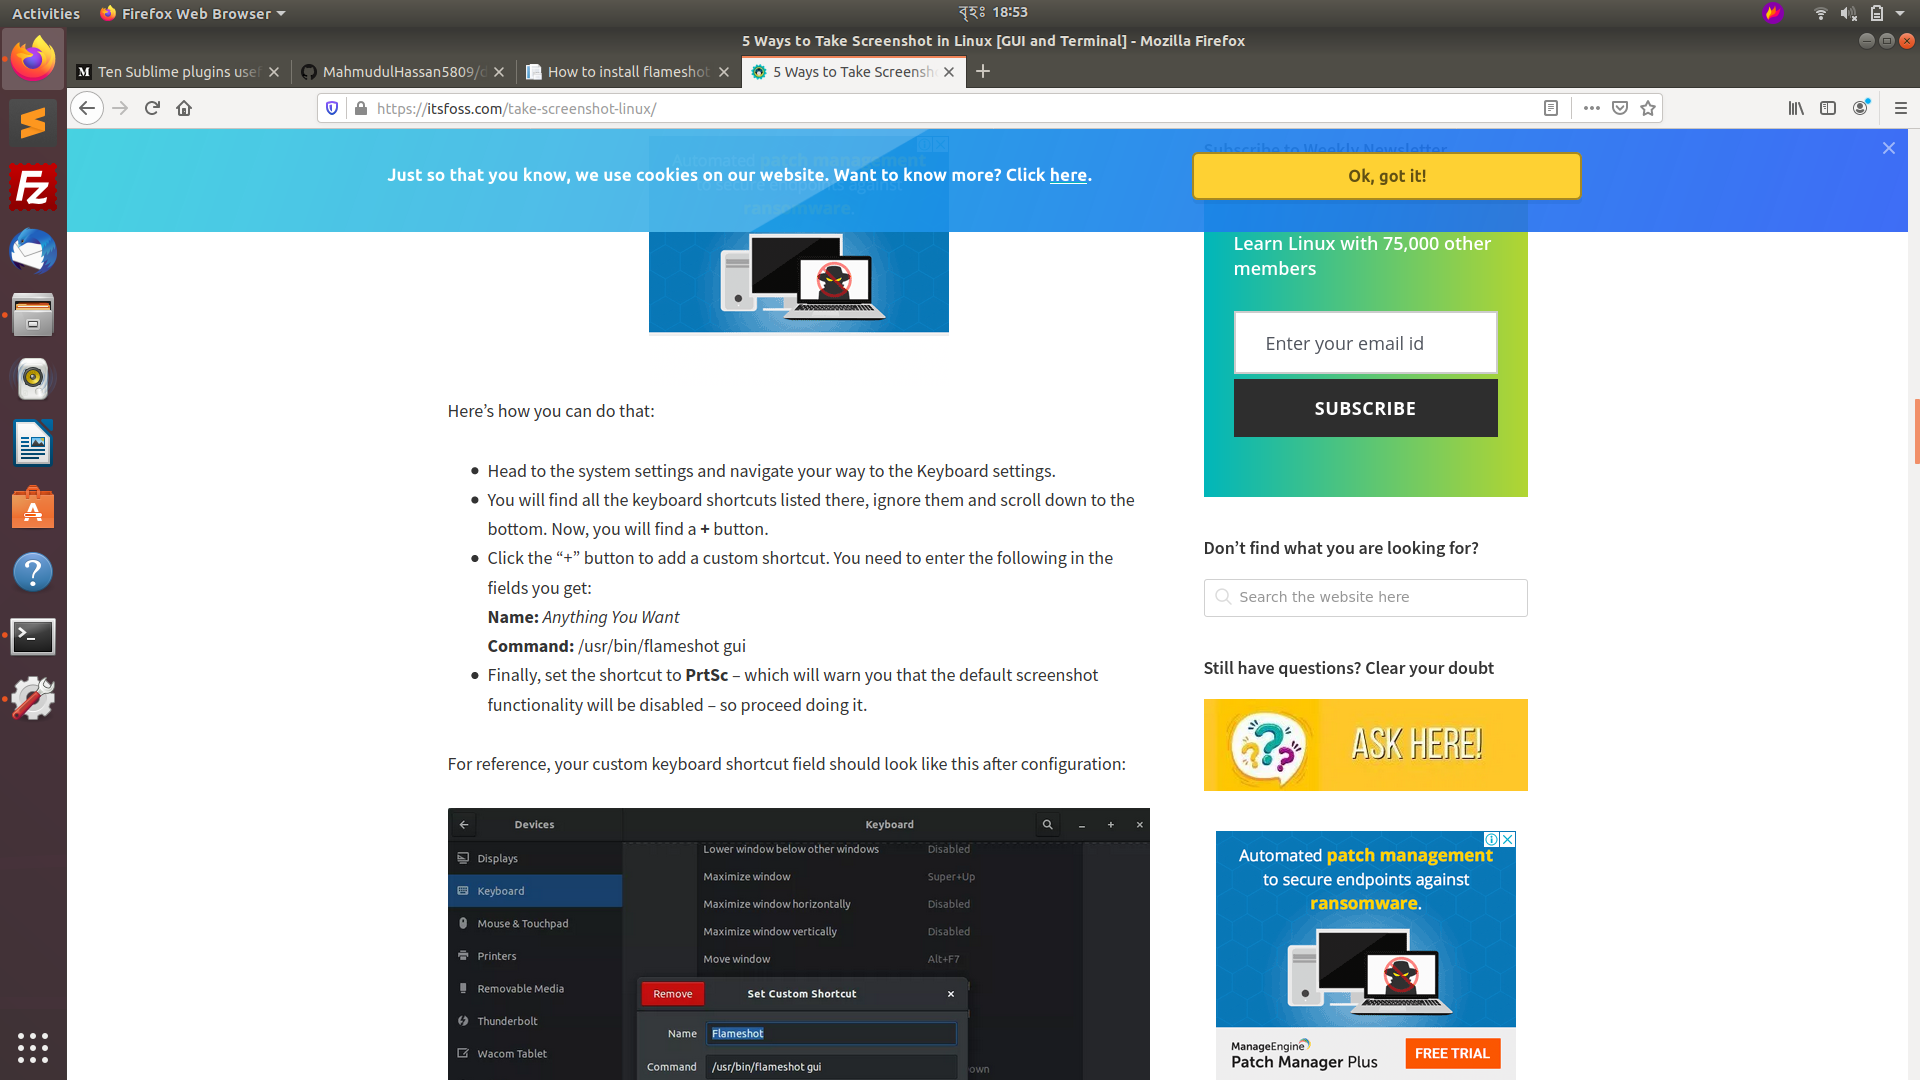 Activities
Firefox Web Browser
বৃহঃ 18:53
5 Ways to Take Screenshot in Linux [GUI and Terminal] - Mozilla Firefox
Ten Sublime plugins usef
MahmudulHassan5809/d
How to install flameshot
5 Ways to Take Screensh
https://itsfoss.com/take-screenshot-linux/
Just so that you know, we use cookies on our website. Want to know more? Click here.
Ok, got it!
Subscribe to Weekly Newsletter
Automated patch management
to secure endpoints against
ransomware.
Learn Linux with 75,000 other
members
Enter your email id
SUBSCRIBE
Here’s how you can do that:
Head to the system settings and navigate your way to the Keyboard settings.
You will find all the keyboard shortcuts listed there, ignore them and scroll down to the
bottom. Now, you will find a + button.
Click the “+” button to add a custom shortcut. You need to enter the following in the
fields you get:
Name: Anything You Want
Command: /usr/bin/flameshot gui
Finally, set the shortcut to PrtSc – which will warn you that the default screenshot
functionality will be disabled – so proceed doing it.
For reference, your custom keyboard shortcut field should look like this after configuration:
Don’t find what you are looking for?
Search the website here
Still have questions? Clear your doubt
ASK HERE!
Devices
Keyboard
Displays
Keyboard
Mouse & Touchpad
Printers
Removable Media
Thunderbolt
Wacom Tablet
Lower window below other windows Disabled
Maximize window Super+Up
Maximize window horizontally Disabled
Maximize window vertically Disabled
Move window Alt+F7
Remove
Set Custom Shortcut
Name Flameshot
Command /usr/bin/flameshot gui
Automated patch management
to secure endpoints against
ransomware.
ManageEngine
Patch Manager Plus
FREE TRIAL